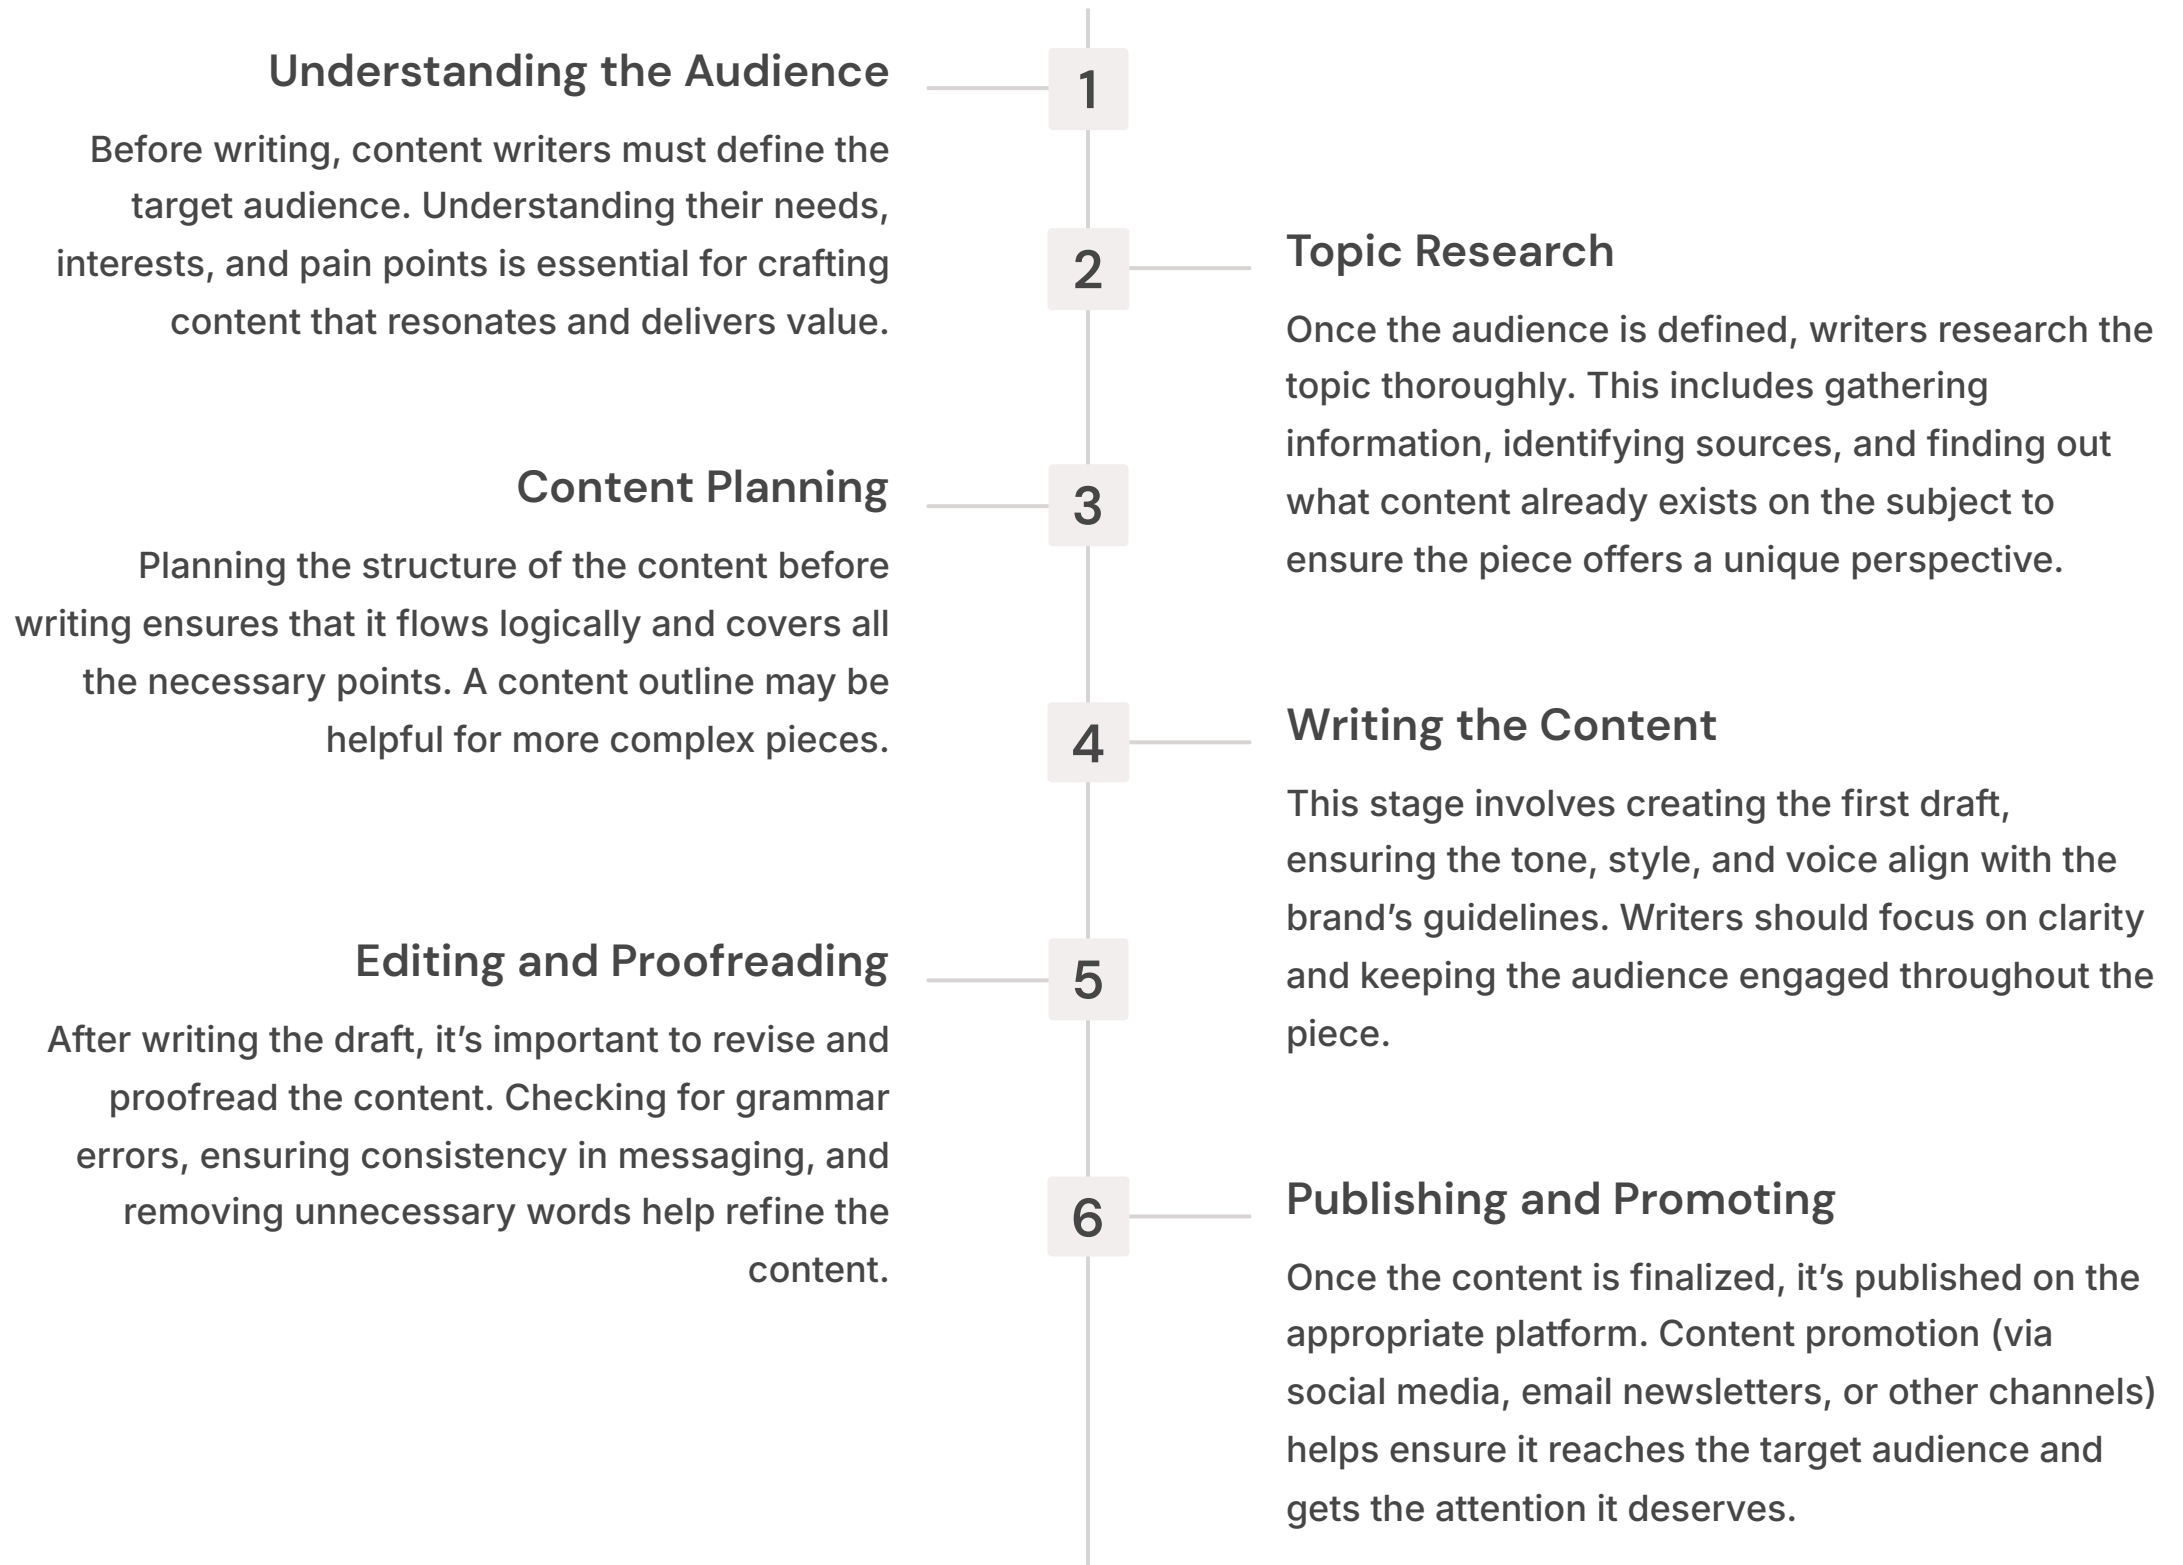 1
Understanding the Audience
Before writing, content writers must define the
target audience. Understanding their needs,
interests, and pain points is essential for crafting
content that resonates and delivers value.
2
Topic Research
Once the audience is defined, writers research the
topic thoroughly. This includes gathering
information, identifying sources, and finding out
what content already exists on the subject to
ensure the piece offers a unique perspective.
3
Content Planning
Planning the structure of the content before
writing ensures that it flows logically and covers all
the necessary points. A content outline may be
helpful for more complex pieces.
4
Writing the Content
This stage involves creating the first draft,
ensuring the tone, style, and voice align with the
brand’s guidelines. Writers should focus on clarity
and keeping the audience engaged throughout the
piece.
5
Editing and Proofreading
After writing the draft, it’s important to revise and
proofread the content. Checking for grammar
errors, ensuring consistency in messaging, and
removing unnecessary words help refine the
content.
6
Publishing and Promoting
Once the content is finalized, it’s published on the
appropriate platform. Content promotion (via
social media, email newsletters, or other channels)
helps ensure it reaches the target audience and
gets the attention it deserves.